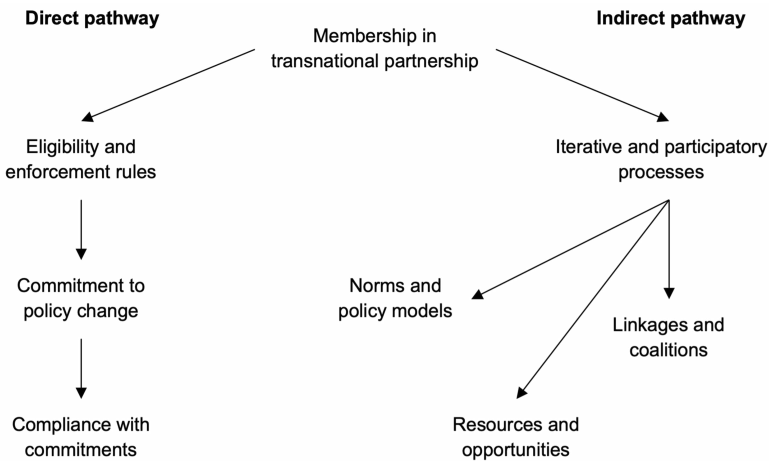 Direct pathway
Indirect pathway
Membership in
transnational partnership
Eligibility and
enforcement rules
Iterative and participatory
processes
Commitment to
policy change
Norms and
policy models
Linkages and
coalitions
Compliance with
commitments
Resources and
opportunities